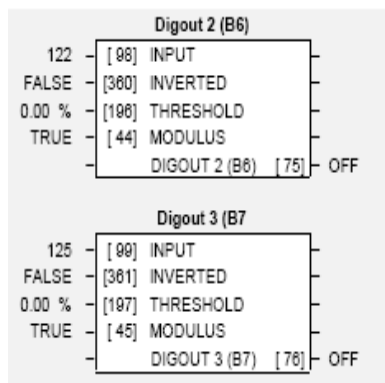 Digout 2 (B6)
122 [ 98] INPUT
FALSE [360] INVERTED
0.00 % [196] THRESHOLD
TRUE [ 44] MODULUS
DIGOUT 2 (B6) [ 75] OFF
Digout 3 (B7
125 [ 99] INPUT
FALSE [361] INVERTED
0.00 % [197] THRESHOLD
TRUE [ 45] MODULUS
DIGOUT 3 (B7) [ 76] OFF